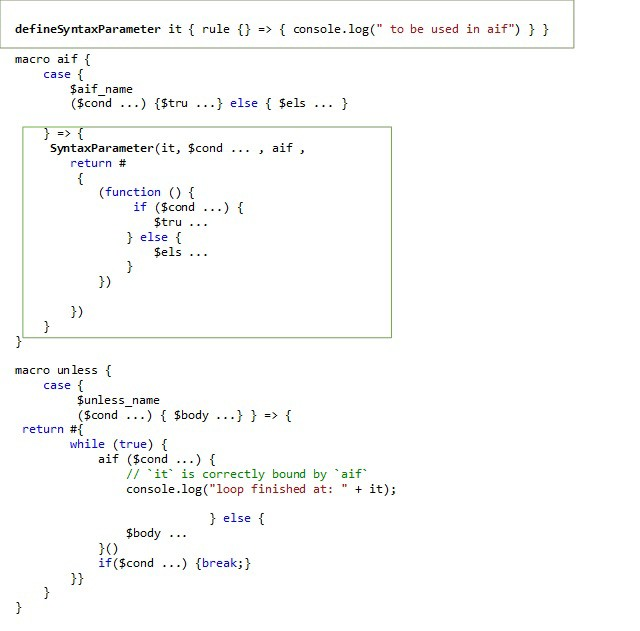 defineSyntaxParameter it { rule {} => { console.log(" to be used in aif") } }
macro aif {
case {
$aif_name
($cond ...) {$tru ...} else { $els ... }
} => {
SyntaxParameter(it, $cond ... , aif ,
return #
{
(function () {
if ($cond ...) {
$tru ...
} else {
$els ...
}
})
})
}
}
macro unless {
case {
$unless_name
($cond ...) { $body ...} } => {
return #{
while (true) {
aif ($cond ...) {
// `it` is correctly bound by `aif`
console.log("loop finished at: " + it);
} else {
$body ...
}()
if($cond ...) {break;}
}}
}
}